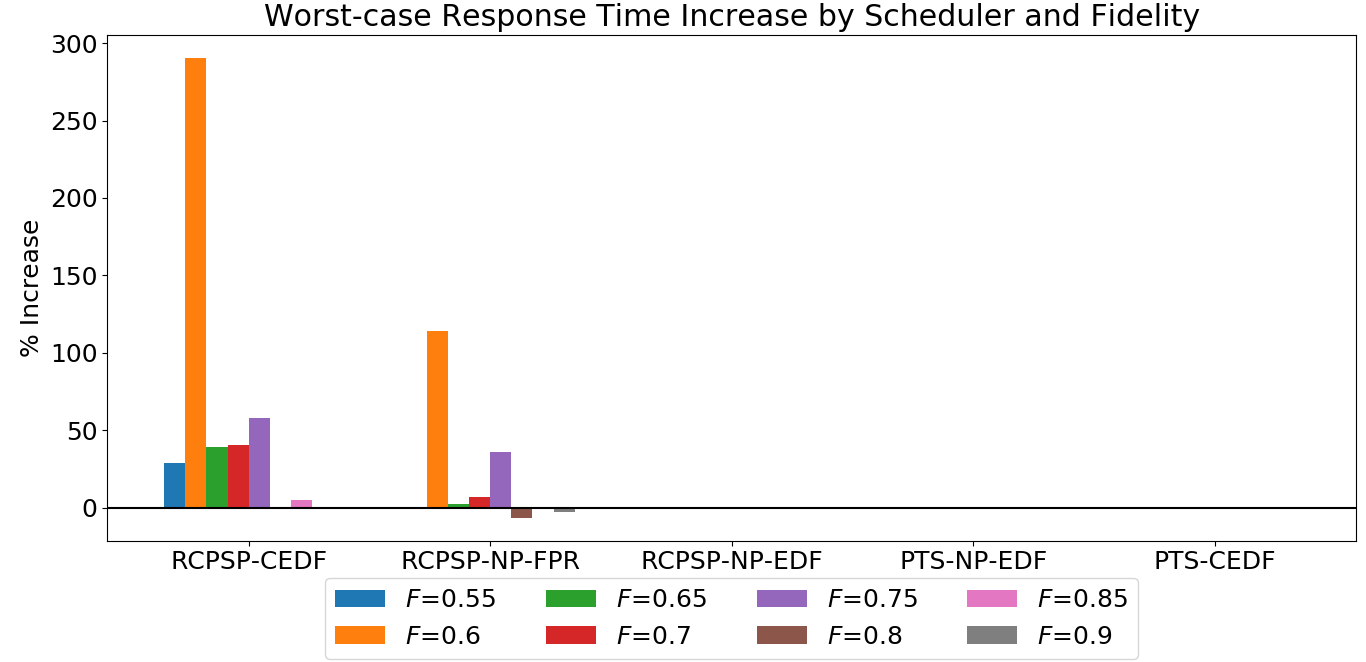 Worst-case Response Time Increase by Scheduler and Fidelity
% Increase
300
250
200
150
100
50
0
RCPSP-CEDF RCPSP-NP-FPR RCPSP-NP-EDF PTS-NP-EDF PTS-CEDF
F=0.55 F=0.65 F=0.75 F=0.85
F=0.6 F=0.7 F=0.8 F=0.9